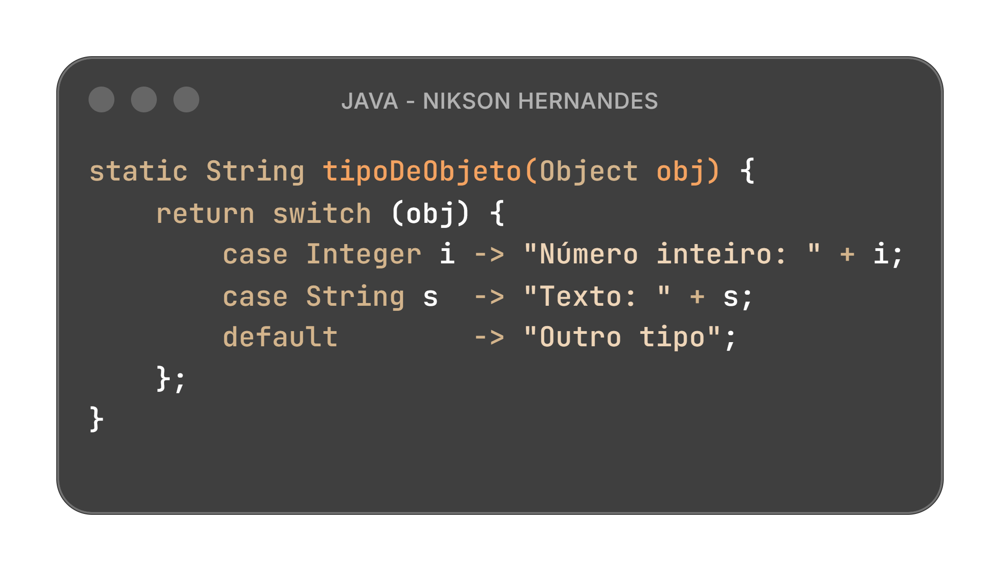 JAVA - NIKSON HERNANDES
static String tipoDeObjeto(Object obj) {
    return switch (obj) {
        case Integer i -> "Número inteiro: " + i;
        case String s  -> "Texto: " + s;
        default        -> "Outro tipo";
    };
}